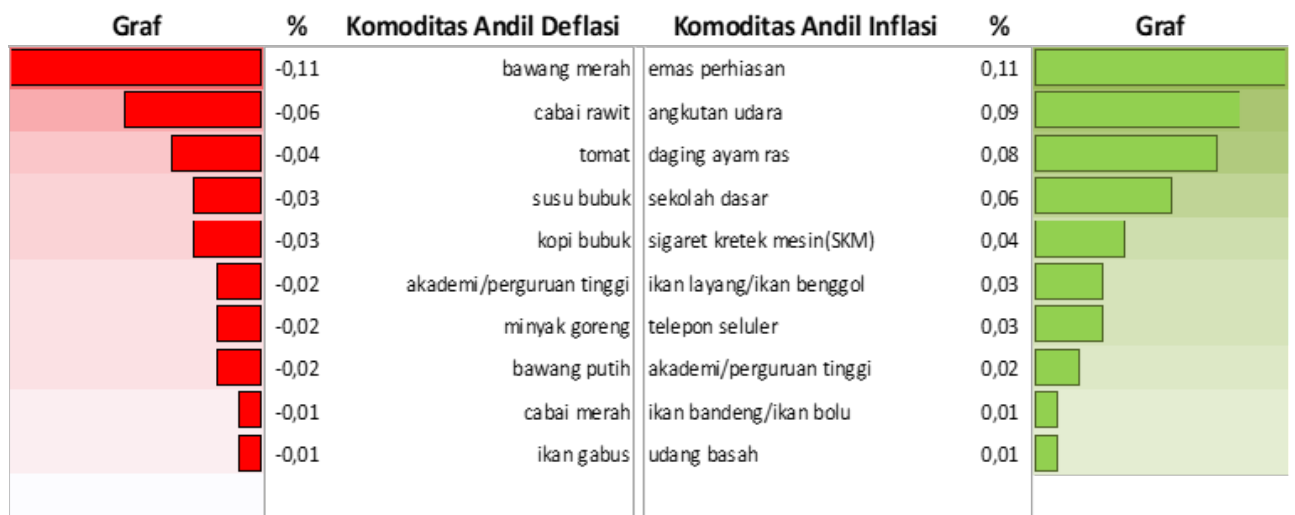 Graf % Komoditas Andil Deflasi Komoditas Andil Inflasi % Graf
-0,11 bawang merah emas perhiasan 0,11
-0,06 cabai rawit angkutan udara 0,09
-0,04 tomat daging ayam ras 0,08
-0,03 susu bubuk sekolah dasar 0,06
-0,03 kopi bubuk sigaret kretek mesin(SKM) 0,04
-0,02 akademi/perguruan tinggi ikan layang/ikan benggol 0,03
-0,02 minyak goreng telepon seluler 0,03
-0,02 bawang putih akademi/perguruan tinggi 0,02
-0,01 cabai merah ikan bandeng/ikan bolu 0,01
-0,01 ikan gabus udang basah 0,01